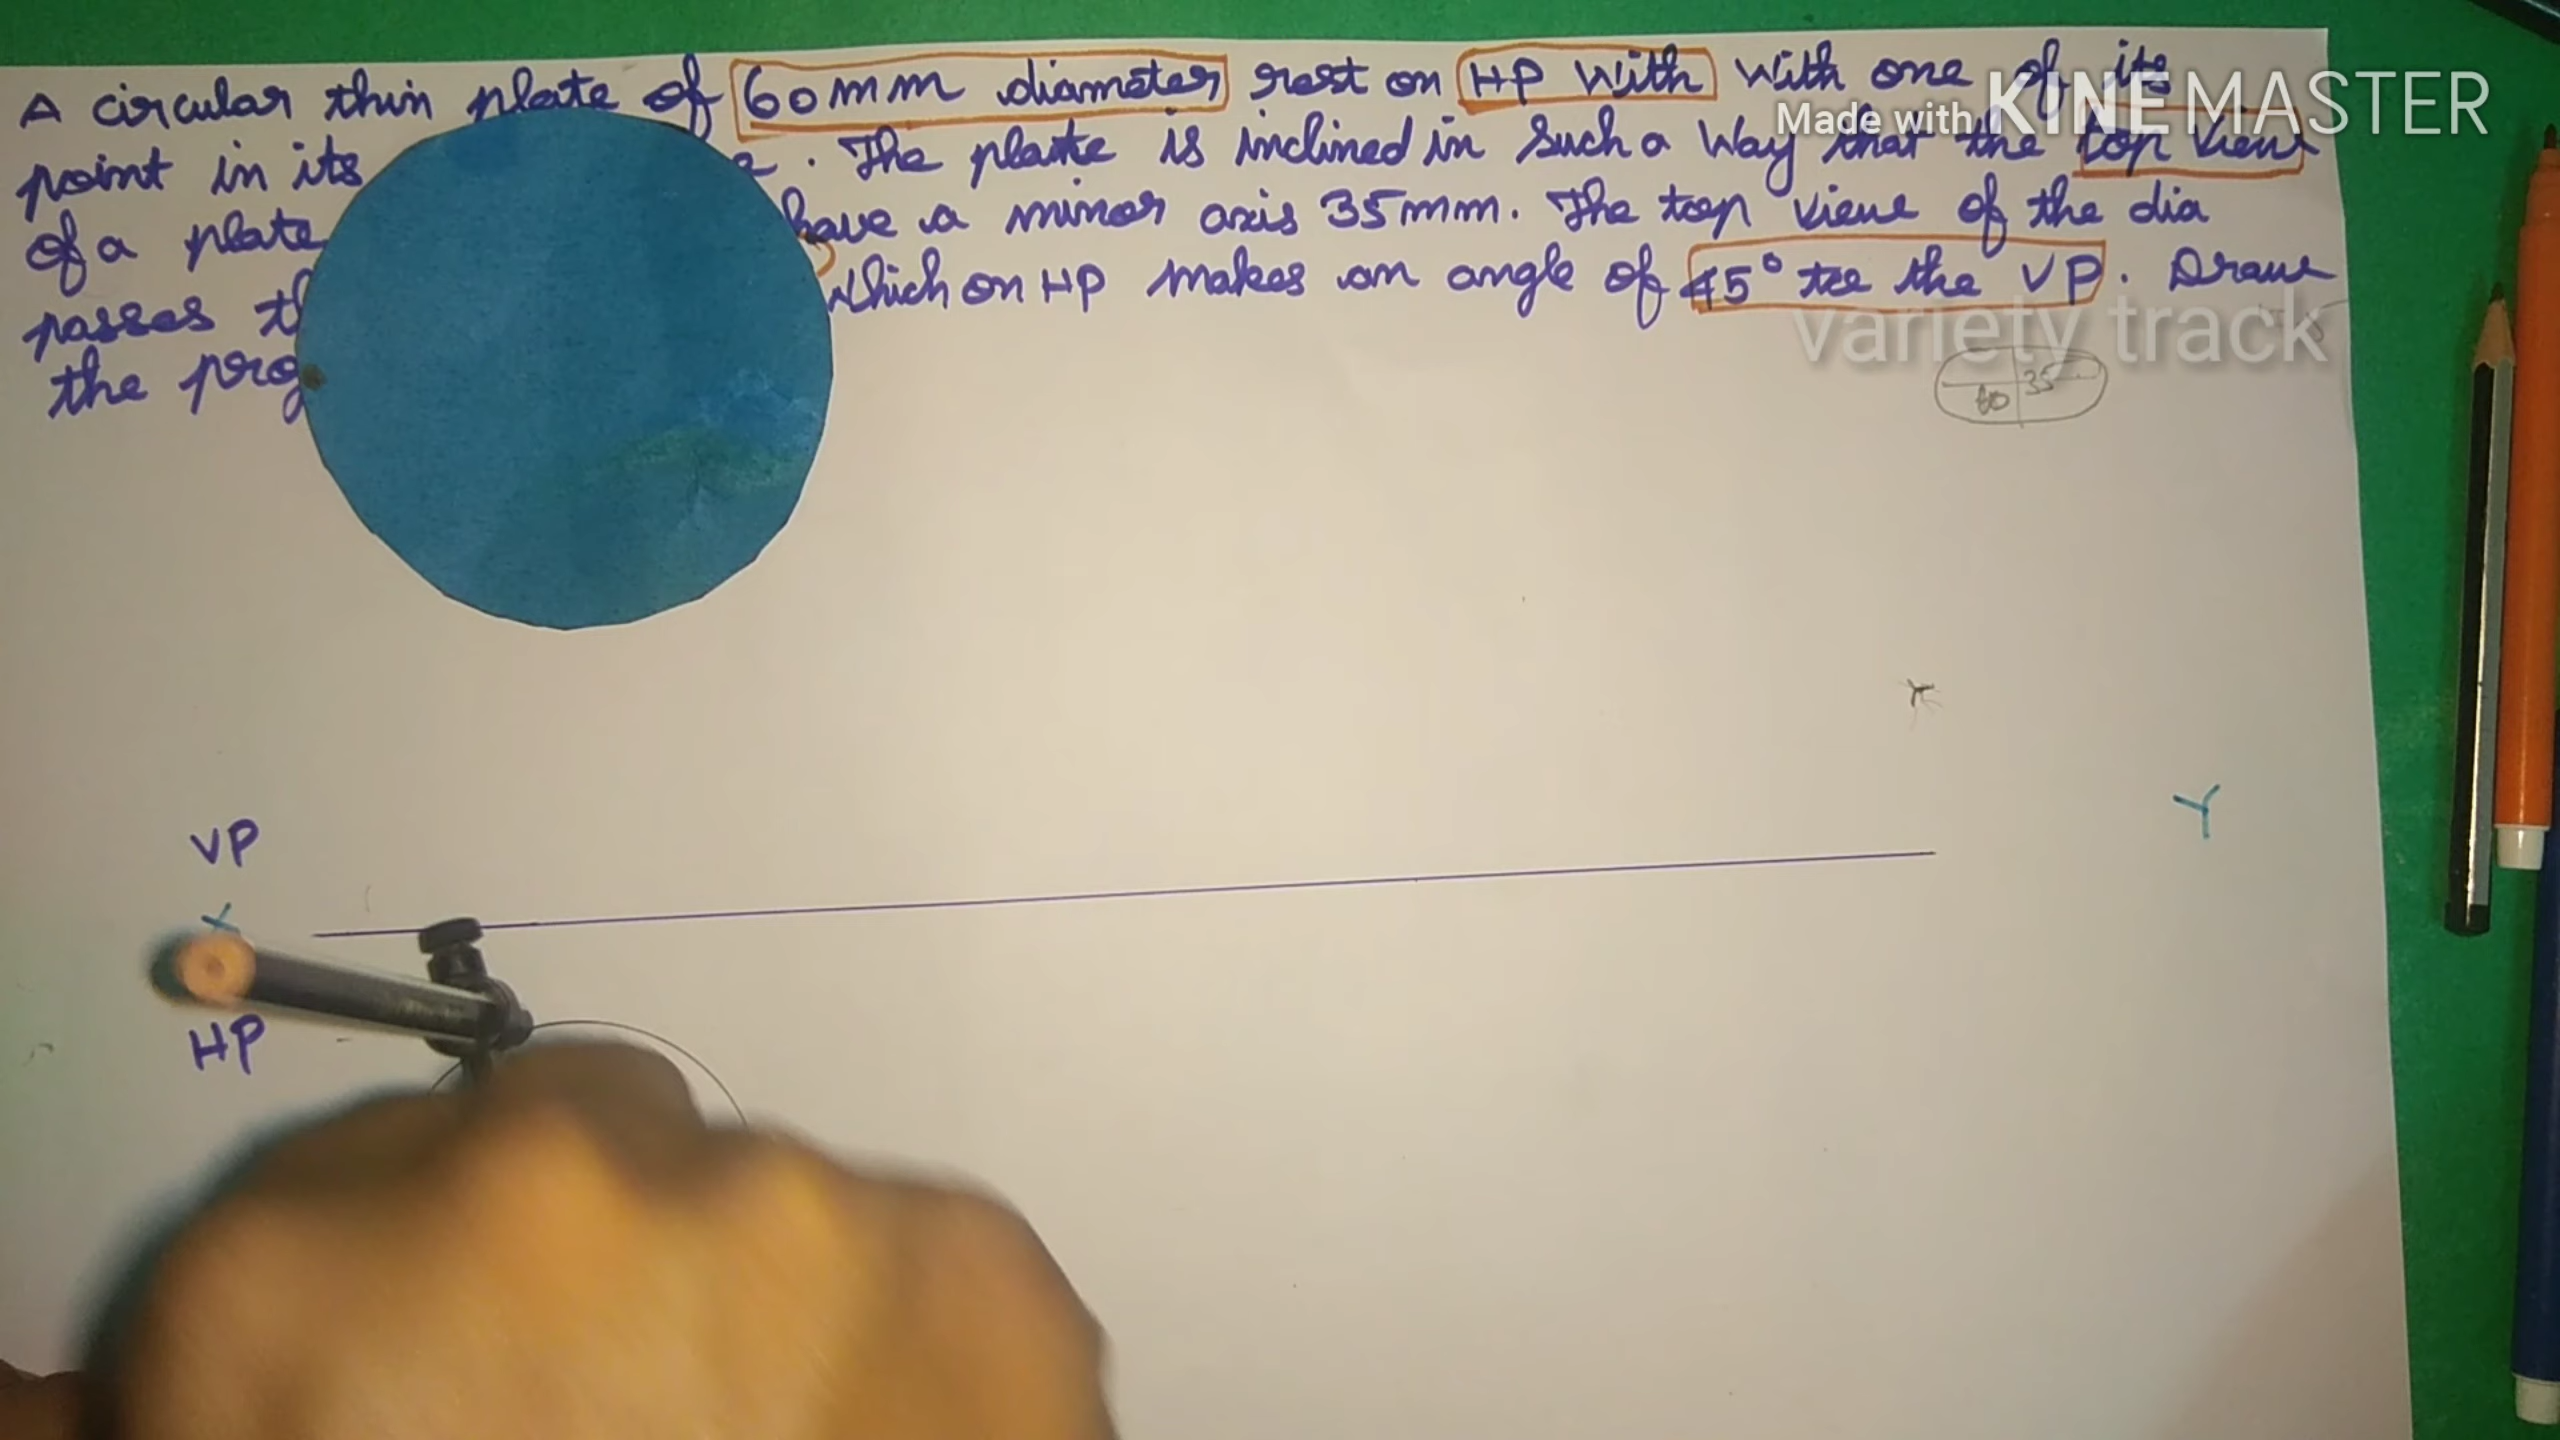 A circular thin plate of 60mm diameter rest on HP with with one of its
point in its . The plate is inclined in such a way that the top view
of a plate have a minor axis 35mm. The top view of the dia
passes which on HP makes an angle of 45° to the VP. Draw
the
Made with KINEMASTER
variety track
60 35
VP
X
Y
HP